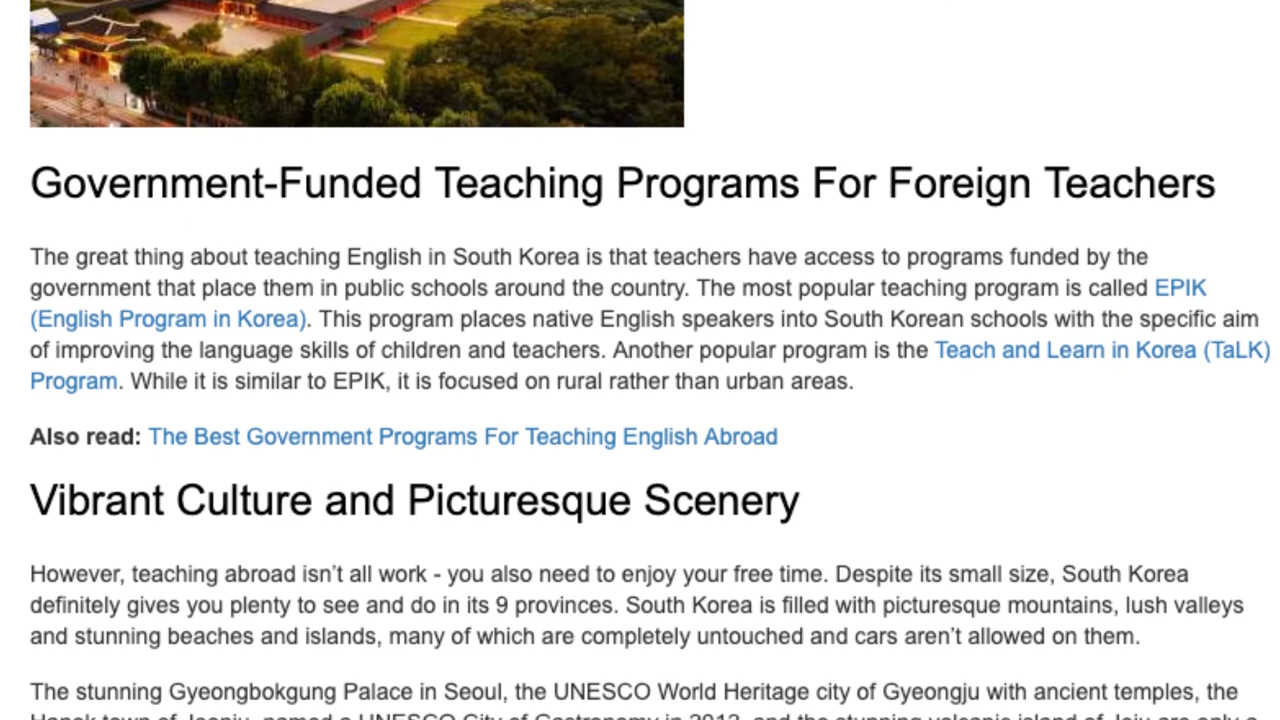 Government-Funded Teaching Programs For Foreign Teachers
The great thing about teaching English in South Korea is that teachers have access to programs funded by the
government that place them in public schools around the country. The most popular teaching program is called EPIK
(English Program in Korea). This program places native English speakers into South Korean schools with the specific aim
of improving the language skills of children and teachers. Another popular program is the Teach and Learn in Korea (TaLK)
Program. While it is similar to EPIK, it is focused on rural rather than urban areas.
Also read: The Best Government Programs For Teaching English Abroad
Vibrant Culture and Picturesque Scenery
However, teaching abroad isn’t all work - you also need to enjoy your free time. Despite its small size, South Korea
definitely gives you plenty to see and do in its 9 provinces. South Korea is filled with picturesque mountains, lush valleys
and stunning beaches and islands, many of which are completely untouched and cars aren’t allowed on them.
The stunning Gyeongbokgung Palace in Seoul, the UNESCO World Heritage city of Gyeongju with ancient temples, the